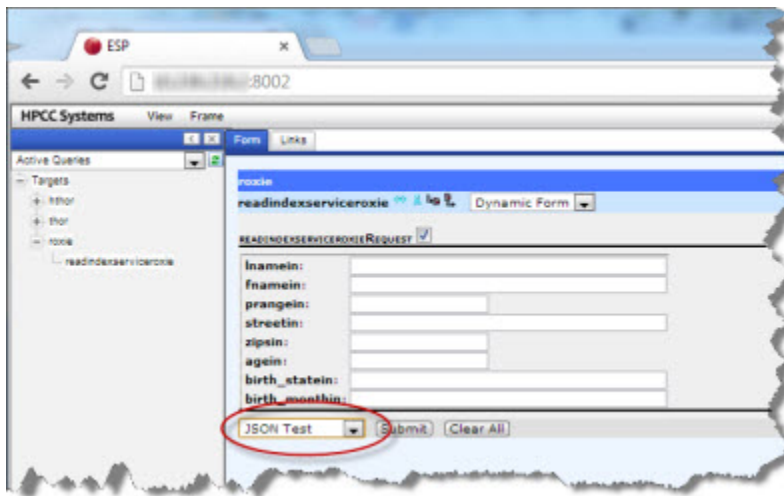 ESP
:8002
HPCC Systems View Frame
Form Links
Active Queries
Targets
hthor
thor
roxie
readindexserviceroxie
roxie
readindexserviceroxie Dynamic Form
READINDEXSERVICEROXIEREQUEST
lnamein:
fnamein:
prangein:
streetin:
zipsin:
agein:
birth_statein:
birth_monthin:
JSON Test Submit Clear All